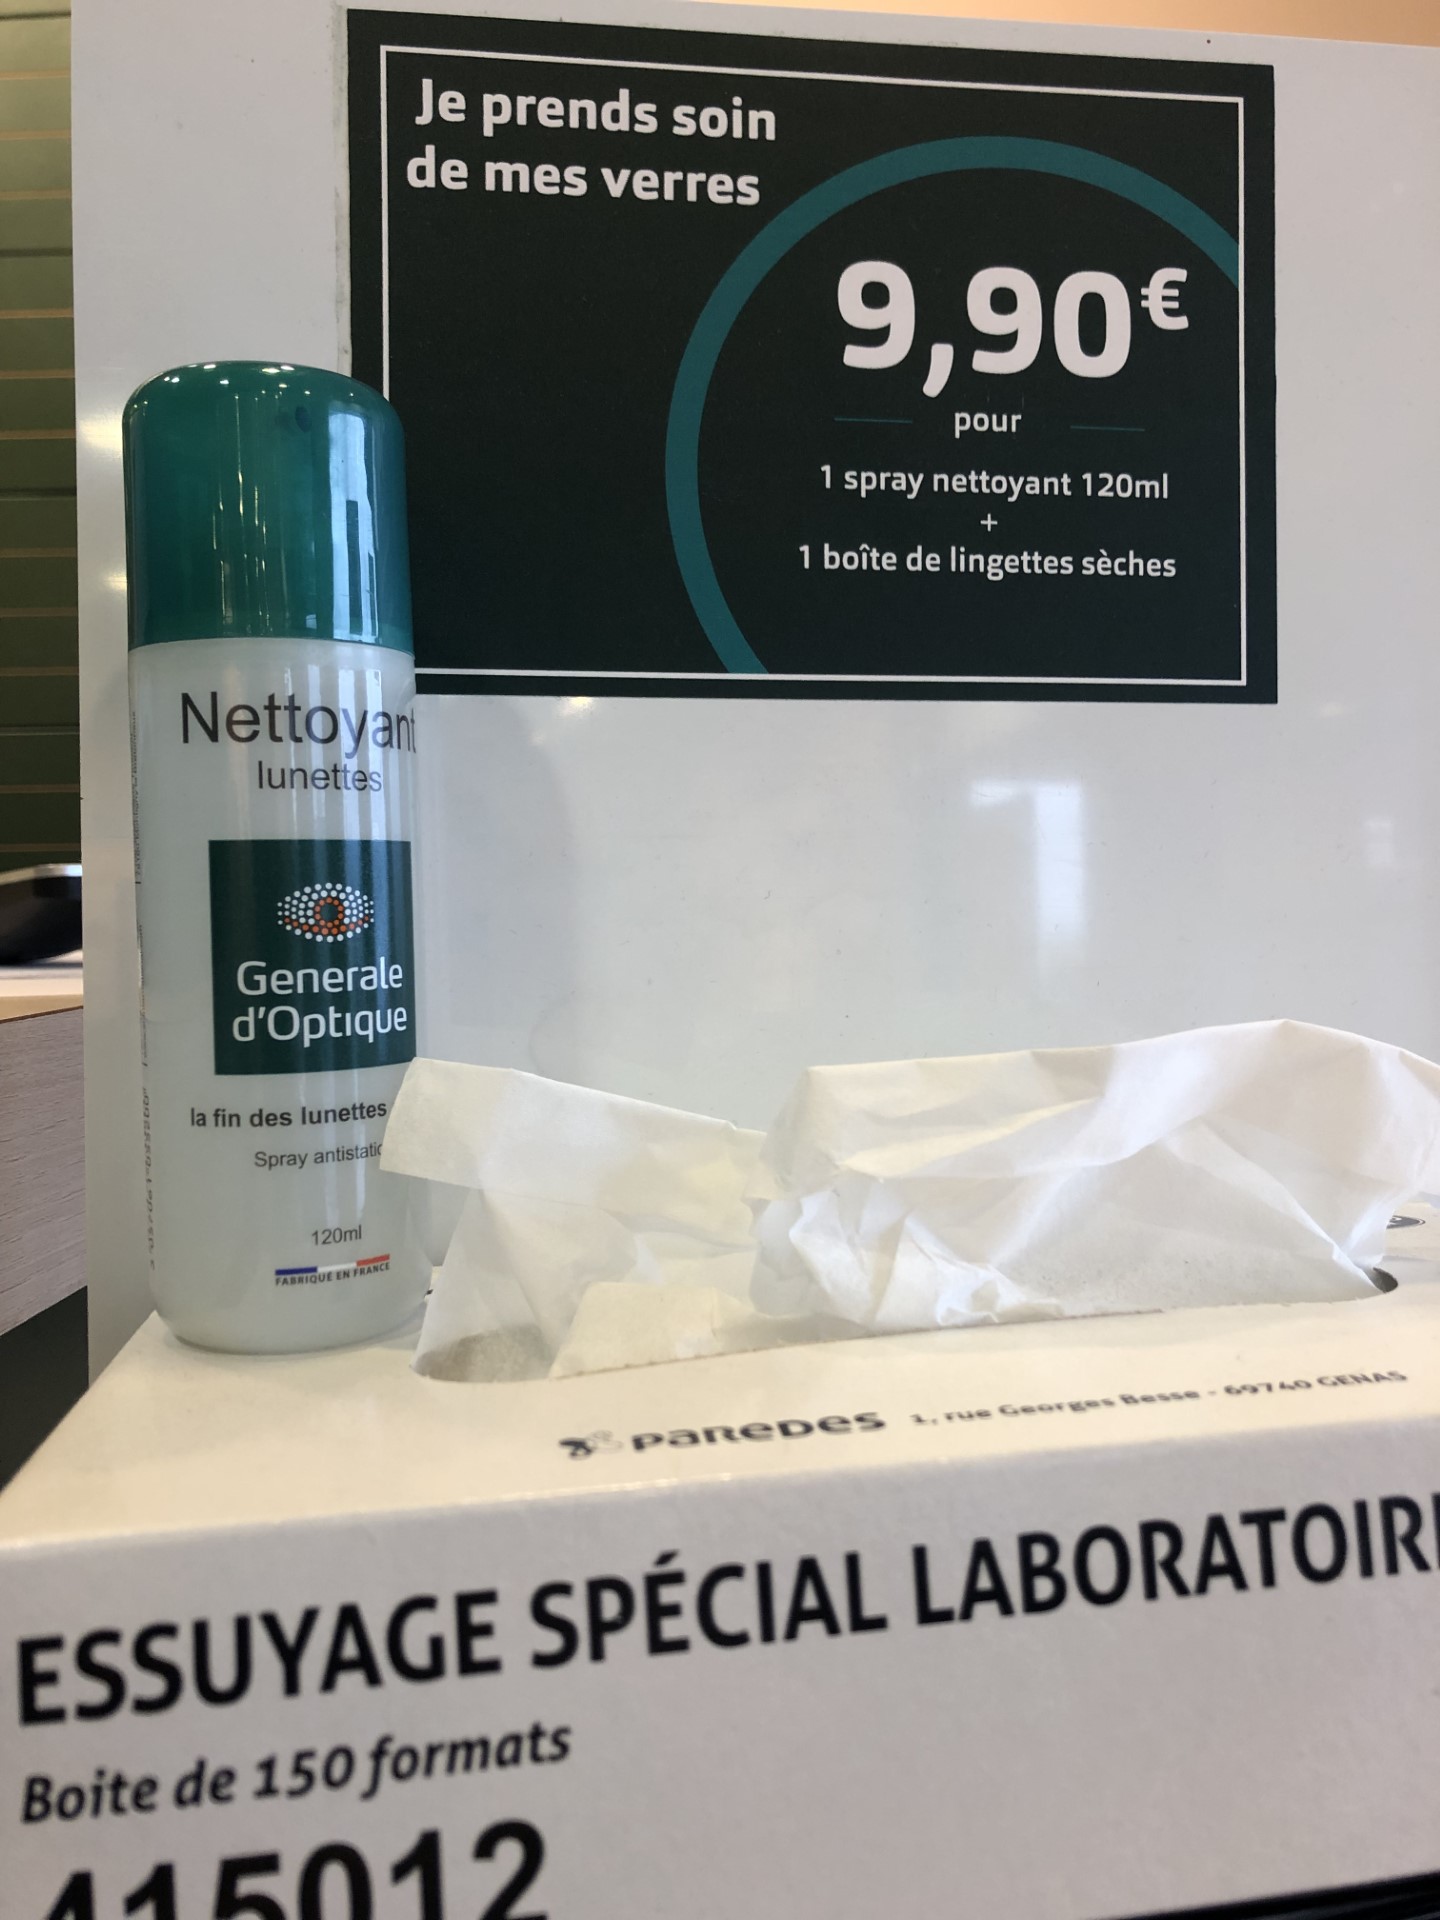 Je prends soin
de mes verres
9,90€
pour
1 spray nettoyant 120ml
+
1 boîte de lingettes sèches
Nettoyant
lunettes
Generale
d'Optique
la fin des lunettes
Spray antistatic
120ml
FABRIQUE EN FRANCE
PAREDES 1, rue Georges Besse - 69740 GENAS
ESSUYAGE SPÉCIAL LABORATOIRE
Boite de 150 formats
415012